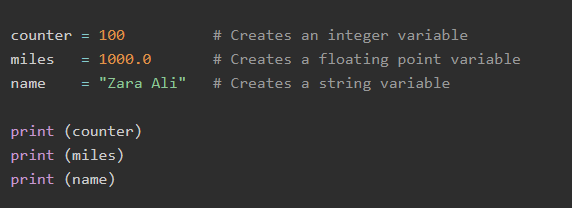 counter = 100          # Creates an integer variable
miles   = 1000.0       # Creates a floating point variable
name    = "Zara Ali"   # Creates a string variable
print (counter)
print (miles)
print (name)